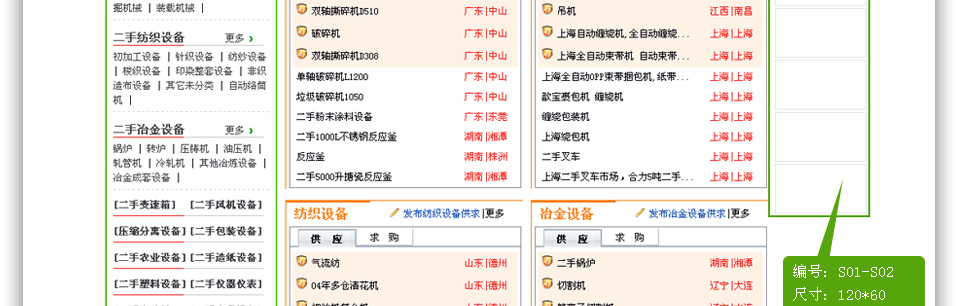 掘机械 | 装载机械 |
二手纺织设备 更多 ›
初加工设备 | 针织设备 | 纺纱设备
| 梭织设备 | 印染整套设备 | 非织
造布设备 | 其它未分类 | 自动络筒
机 |
二手冶金设备 更多 ›
锅炉 | 转炉 | 压铸机 | 油压机 |
轧管机 | 冷轧机 | 其他冶炼设备 |
冶金成套设备 |
[二手变速箱] [二手风机设备]
[压缩分离设备] [二手包装设备]
[二手农业设备] [二手造纸设备]
[二手塑料设备] [二手仪器仪表]
双轴撕碎机D510 广东|中山
破碎机 广东|中山
双轴撕碎机D308 广东|中山
单轴破碎机L1200 广东|中山
垃圾破碎机1050 广东|中山
二手粉末涂料设备 广东|东莞
二手1000L不锈钢反应釜 湖南|湘潭
反应釜 湖南|株洲
二手5000升搪瓷反应釜 湖南|湘潭
吊机 江西|南昌
上海自动缠绕机,全自动缠绕... 上海|上海
上海全自动束带机 自动束带... 上海|上海
上海全自动OPP束带捆包机,纸带... 上海|上海
歆宝裹包机 缠绕机 上海|上海
缠绕包装机 上海|上海
上海绕包机 上海|上海
二手叉车 上海|上海
上海二手叉车市场，合力5吨二手... 上海|上海
纺织设备 发布纺织设备供求|更多
供 应 求 购
气流纺 山东|德州
04年多仓清花机 山东|德州
冶金设备 发布冶金设备供求|更多
供 应 求 购
二手锅炉 湖南|湘潭
切割机 辽宁|大连
编号: S01-S02
尺寸: 120*60